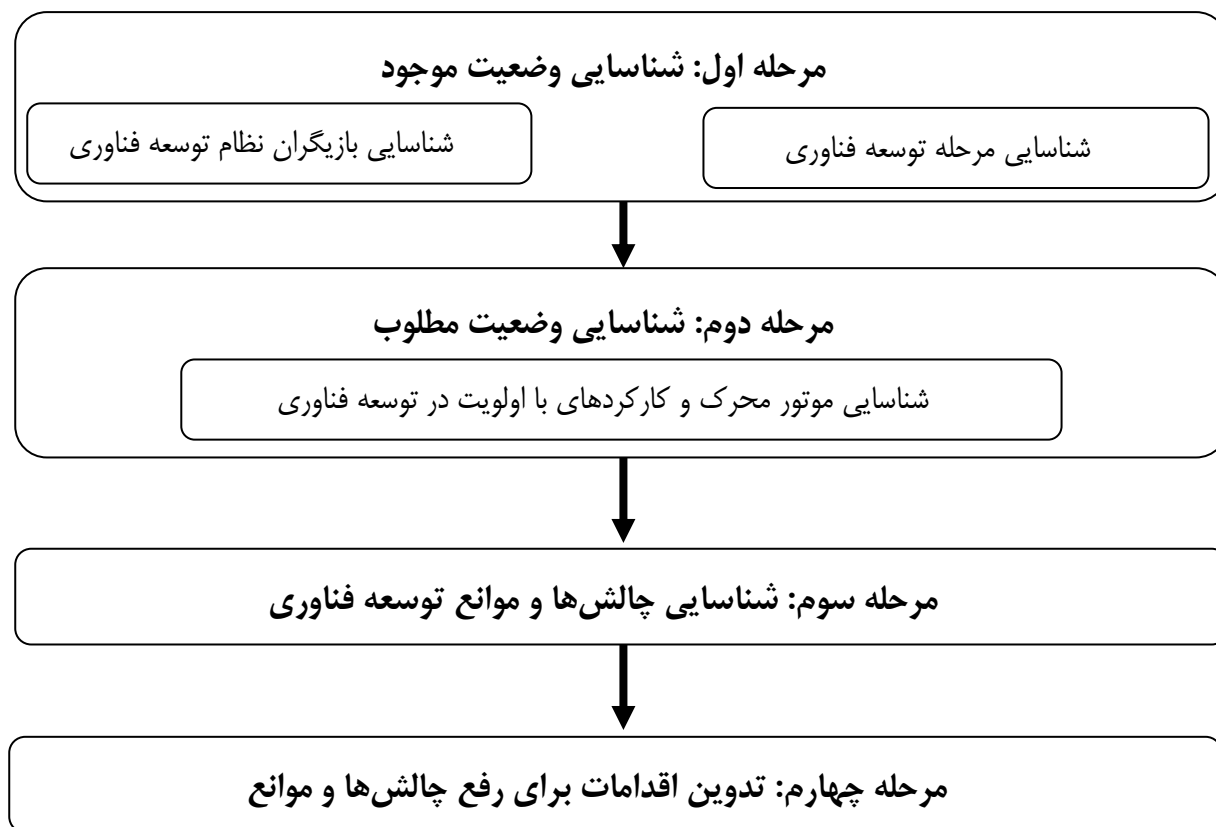 مرحله اول: شناسایی وضعیت موجود
شناسایی مرحله توسعه فناوری
شناسایی بازیگران نظام توسعه فناوری
مرحله دوم: شناسایی وضعیت مطلوب
شناسایی موتور محرک و کارکردهای با اولویت در توسعه فناوری
مرحله سوم: شناسایی چالش‌ها و موانع توسعه فناوری
مرحله چهارم: تدوین اقدامات برای رفع چالش‌ها و موانع